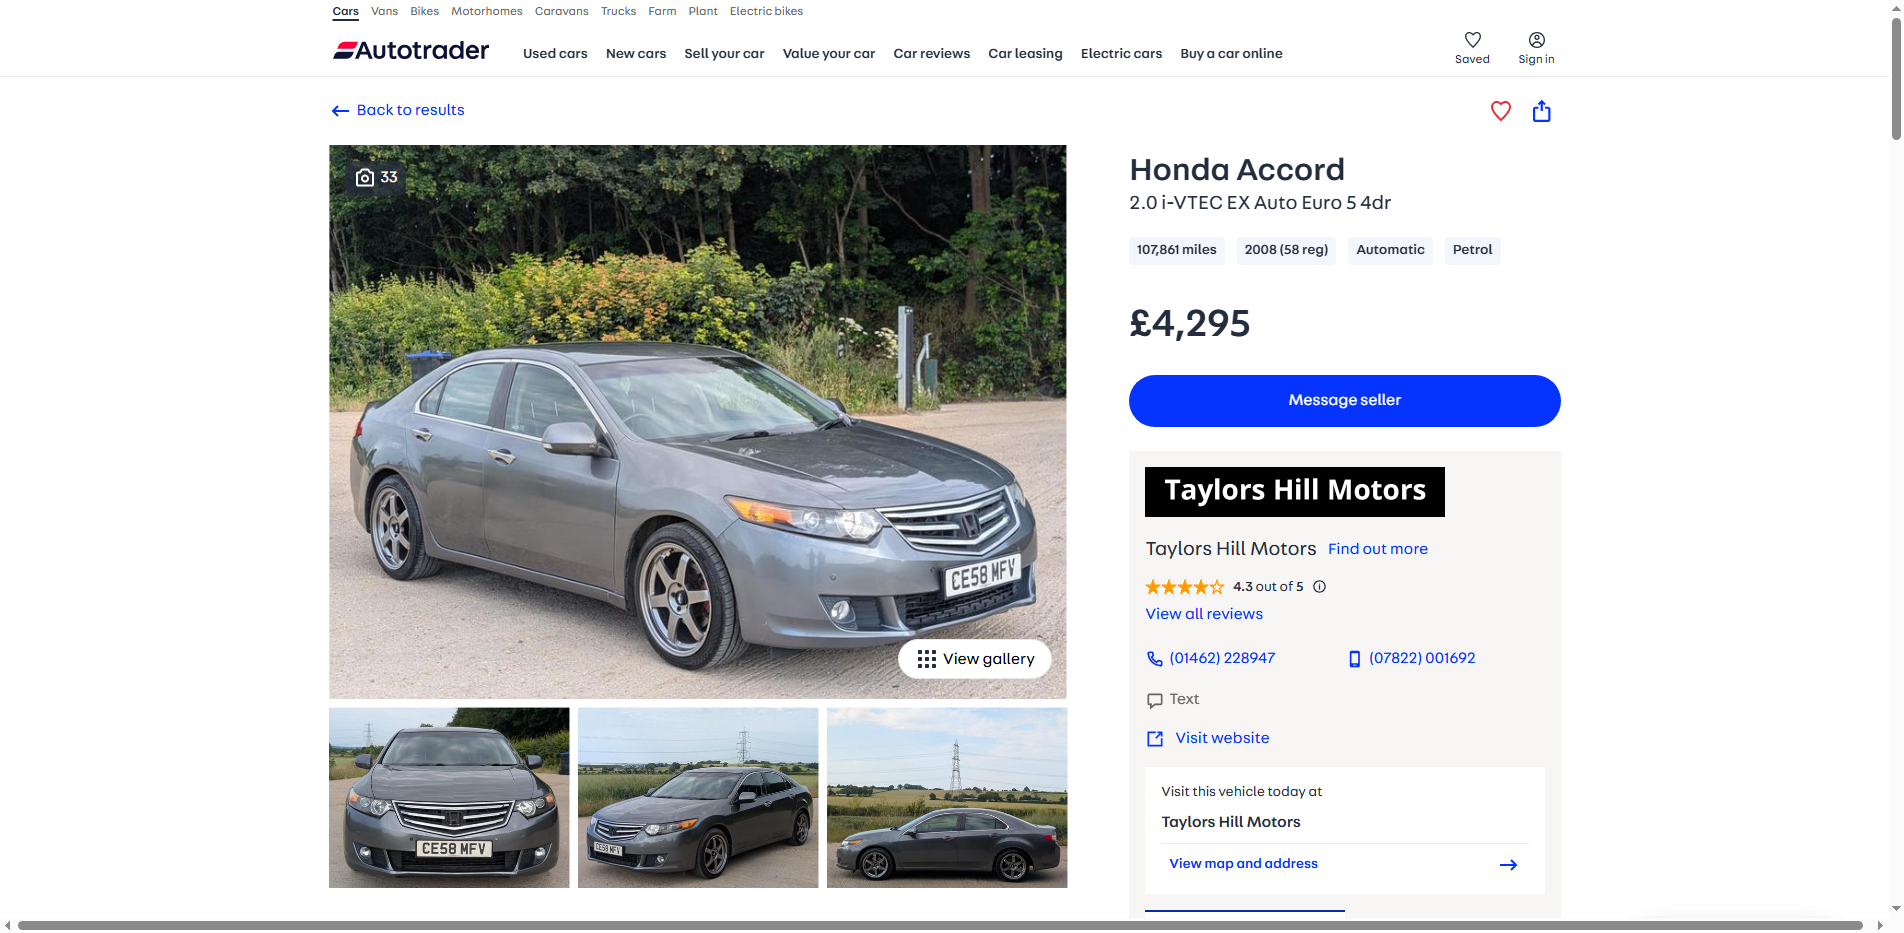 Cars Vans Bikes Motorhomes Caravans Trucks Farm Plant Electric bikes
Autotrader Used cars New cars Sell your car Value your car Car reviews Car leasing Electric cars Buy a car online Saved Sign in
Back to results
33
Honda Accord
2.0 i-VTEC EX Auto Euro 5 4dr
107,861 miles 2008 (58 reg) Automatic Petrol
£4,295
Message seller
CE58 MFV
View gallery
CE58 MFV
CE58 MFV
Taylors Hill Motors
Taylors Hill Motors Find out more
4.3 out of 5
View all reviews
(01462) 228947 (07822) 001692
Text
Visit website
Visit this vehicle today at
Taylors Hill Motors
View map and address